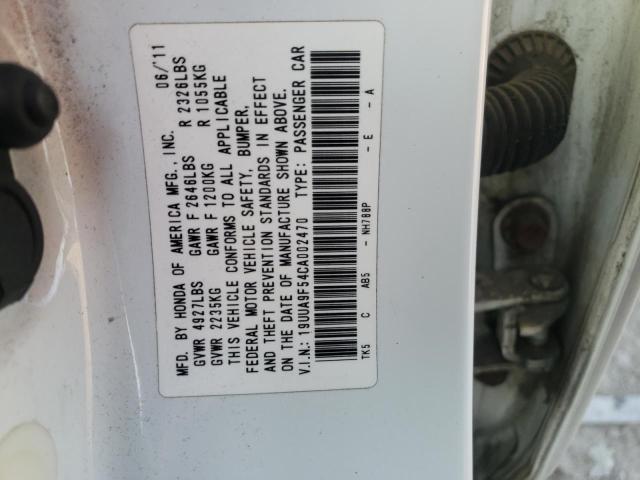 MFD. BY HONDA OF AMERICA MFG., INC. 06/'11
GVWR 4927LBS GAWR F 2646LBS R 2326LBS
GVWR 2235KG GAWR F 1200KG R 1055KG
THIS VEHICLE CONFORMS TO ALL APPLICABLE
FEDERAL MOTOR VEHICLE SAFETY, BUMPER,
AND THEFT PREVENTION STANDARDS IN EFFECT
ON THE DATE OF MANUFACTURE SHOWN ABOVE.
V.I.N.: 19UUA9F54CA002470 TYPE: PASSENGER CAR
TK5 C AB5 - NH788P - E - A